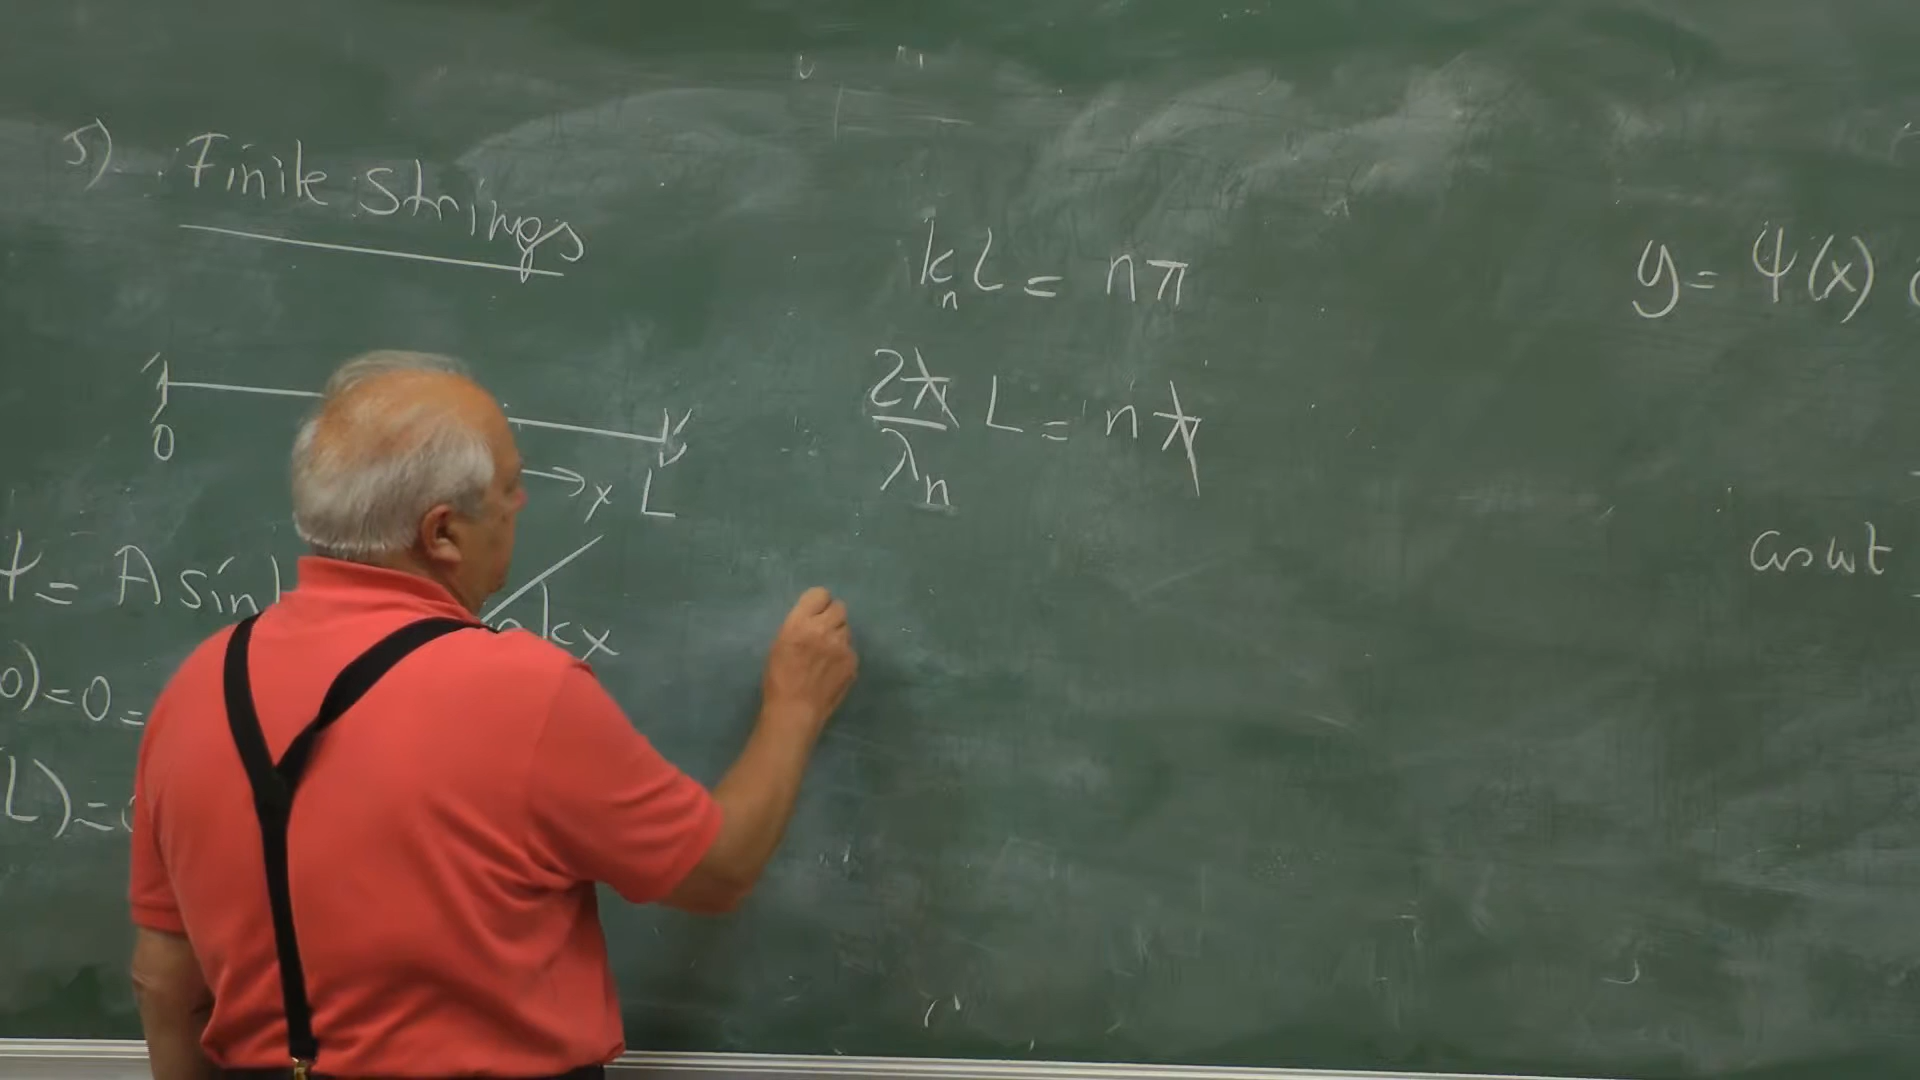 5) Finite Strings
0
x L
ψ = A sin
kx
0) = 0 =
L) =
kₙL = nπ
2π/λₙ L = nπ
y = ψ(x)
cos ωt